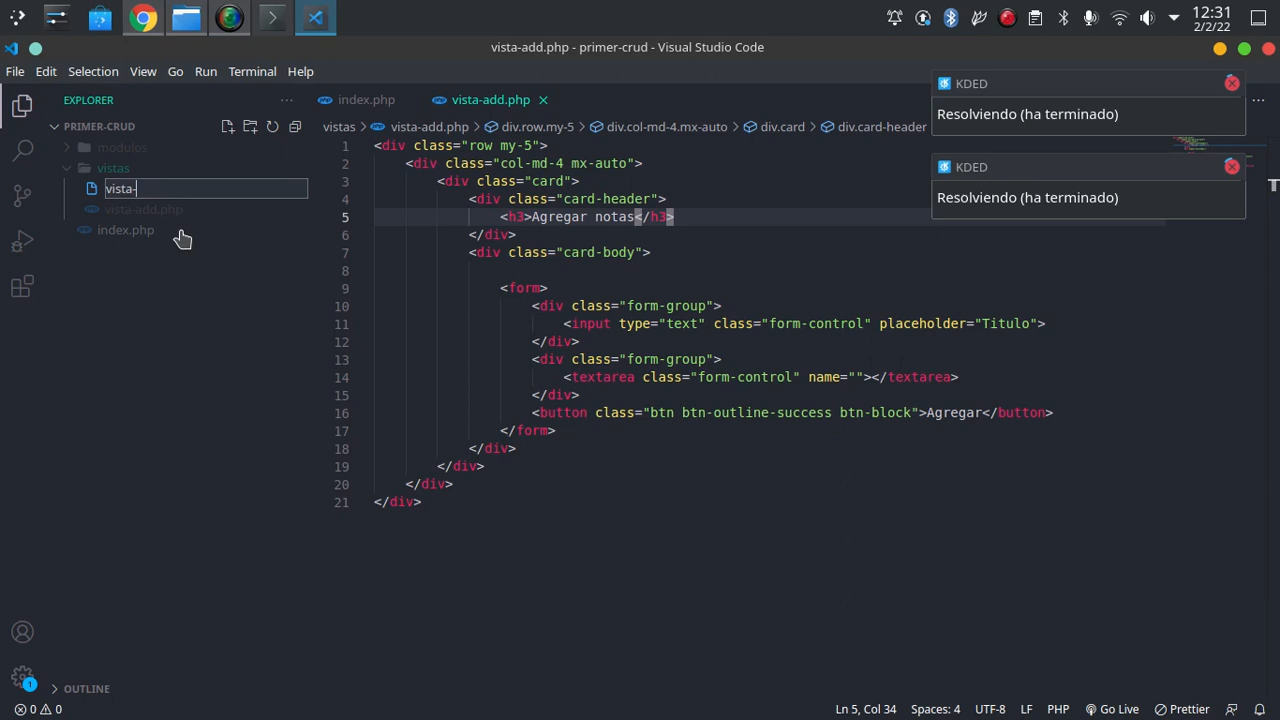 12:31
2/2/22
vista-add.php - primer-crud - Visual Studio Code
File Edit Selection View Go Run Terminal Help
KDED
Resolviendo (ha terminado)
KDED
Resolviendo (ha terminado)
EXPLORER
PRIMER-CRUD
modulos
vistas
vista-
vista-add.php
index.php
OUTLINE
index.php vista-add.php
vistas > vista-add.php > div.row.my-5 > div.col-md-4.mx-auto > div.card > div.card-header
1 <div class="row my-5">
2 <div class="col-md-4 mx-auto">
3 <div class="card">
4 <div class="card-header">
5 <h3>Agregar notas</h3>
6 </div>
7 <div class="card-body">
8
9 <form>
10 <div class="form-group">
11 <input type="text" class="form-control" placeholder="Titulo">
12 </div>
13 <div class="form-group">
14 <textarea class="form-control" name=""></textarea>
15 </div>
16 <button class="btn btn-outline-success btn-block">Agregar</button>
17 </form>
18 </div>
19 </div>
20 </div>
21 </div>
1
0 0 Ln 5, Col 34 Spaces: 4 UTF-8 LF PHP Go Live Prettier